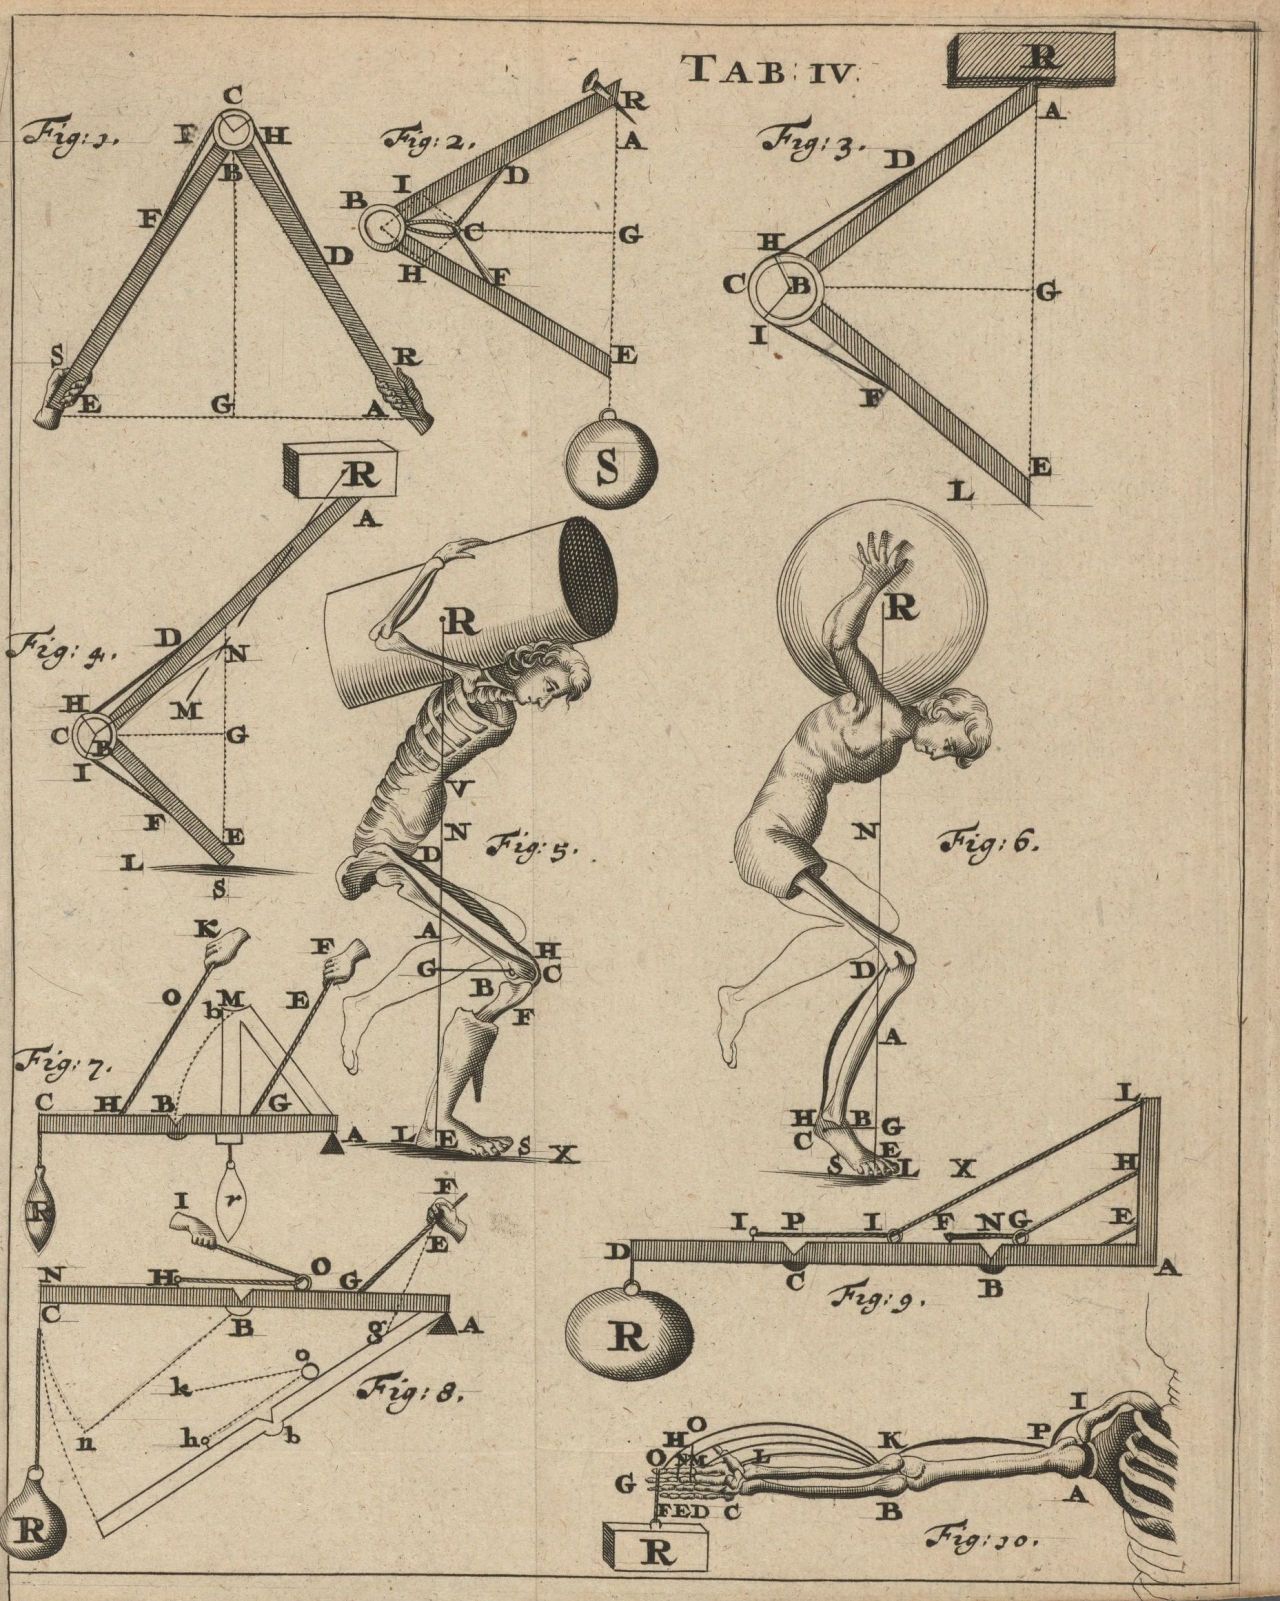 TAB: IV.
Fig: 1.
C
F H
B
F
D
S R
E G A
Fig: 2.
R
A
I D
B
C G
H F
E
S
Fig: 3.
R
A
D
H
C B G
I
F
E
L
Fig: 4.
R
A
D
N
H M
C B G
I
F E
L
S
Fig: 5.
R
V
N
D
A
H
G C
B
F
L E S X
Fig: 6.
R
N
D
A
H B G
C E
S L
Fig: 7.
K F
O b M E
C H B G
A
R r
Fig: 8.
F
I
E
N H O G
C B g A
o
k
n h b
R
Fig: 9.
L
X H
I P I F N G E
D A
C B
R
Fig: 10.
O I
H K P
O N M L
G
F E D C B A
R